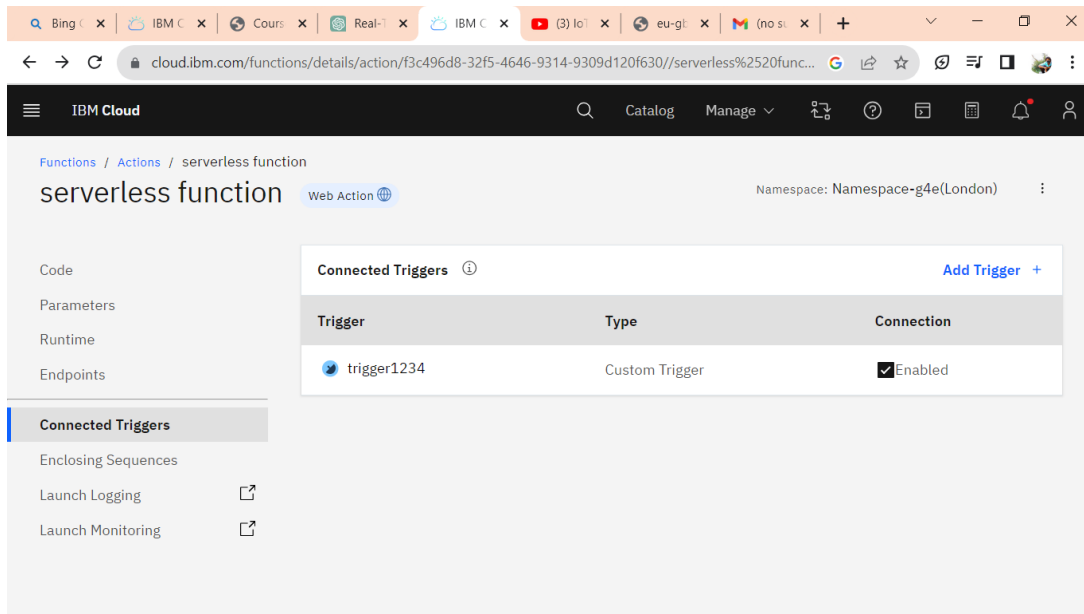 Bing (
IBM C
Cours
Real-T
IBM C
(3) IoT
eu-gb
(no su
cloud.ibm.com/functions/details/action/f3c496d8-32f5-4646-9314-9309d120f630//serverless%2520func...
IBM Cloud
Catalog
Manage
Functions / Actions / serverless function
serverless function
Web Action
Namespace: Namespace-g4e(London)
Code
Parameters
Runtime
Endpoints
Connected Triggers
Enclosing Sequences
Launch Logging
Launch Monitoring
Connected Triggers
Add Trigger +
Trigger Type Connection
trigger1234 Custom Trigger Enabled